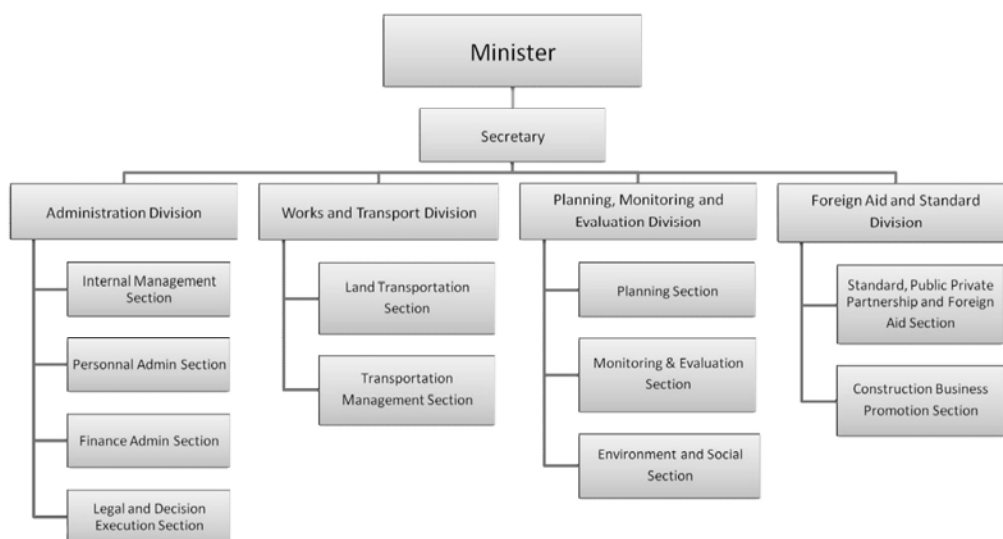 Minister
Secretary
Administration Division
Works and Transport Division
Planning, Monitoring and
Evaluation Division
Foreign Aid and Standard
Division
Internal Management
Section
Personnal Admin Section
Finance Admin Section
Legal and Decision
Execution Section
Land Transportation
Section
Transportation
Management Section
Planning Section
Monitoring & Evaluation
Section
Environment and Social
Section
Standard, Public Private
Partnership and Foreign
Aid Section
Construction Business
Promotion Section